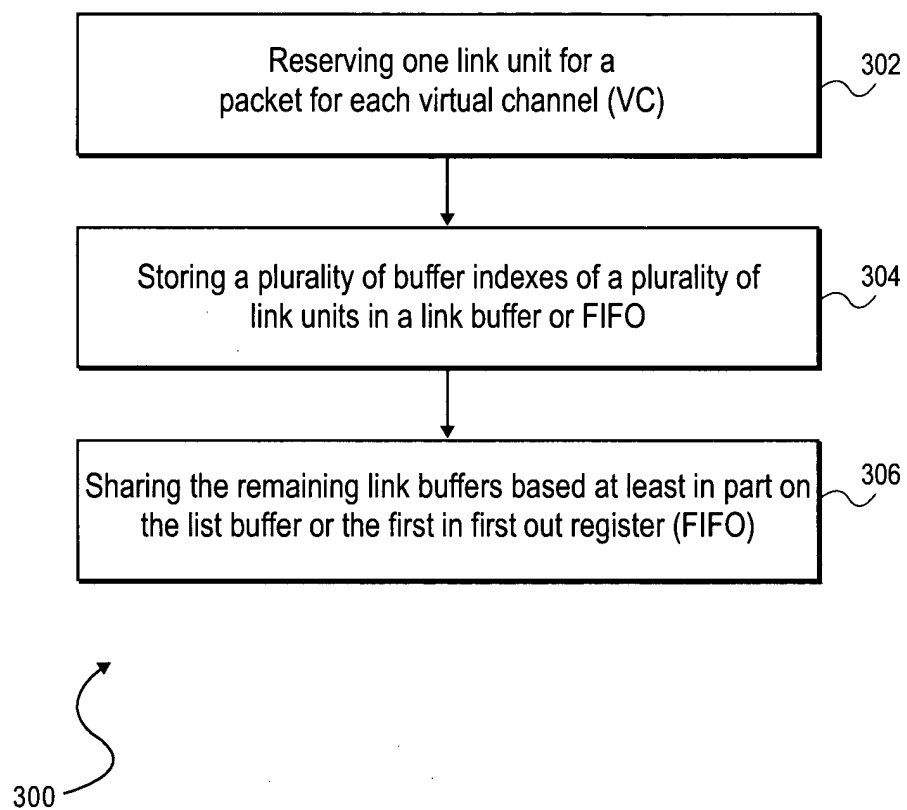 Reserving one link unit for a
packet for each virtual channel (VC)
302
Storing a plurality of buffer indexes of a plurality of
link units in a link buffer or FIFO
304
Sharing the remaining link buffers based at least in part on
the list buffer or the first in first out register (FIFO)
306
300